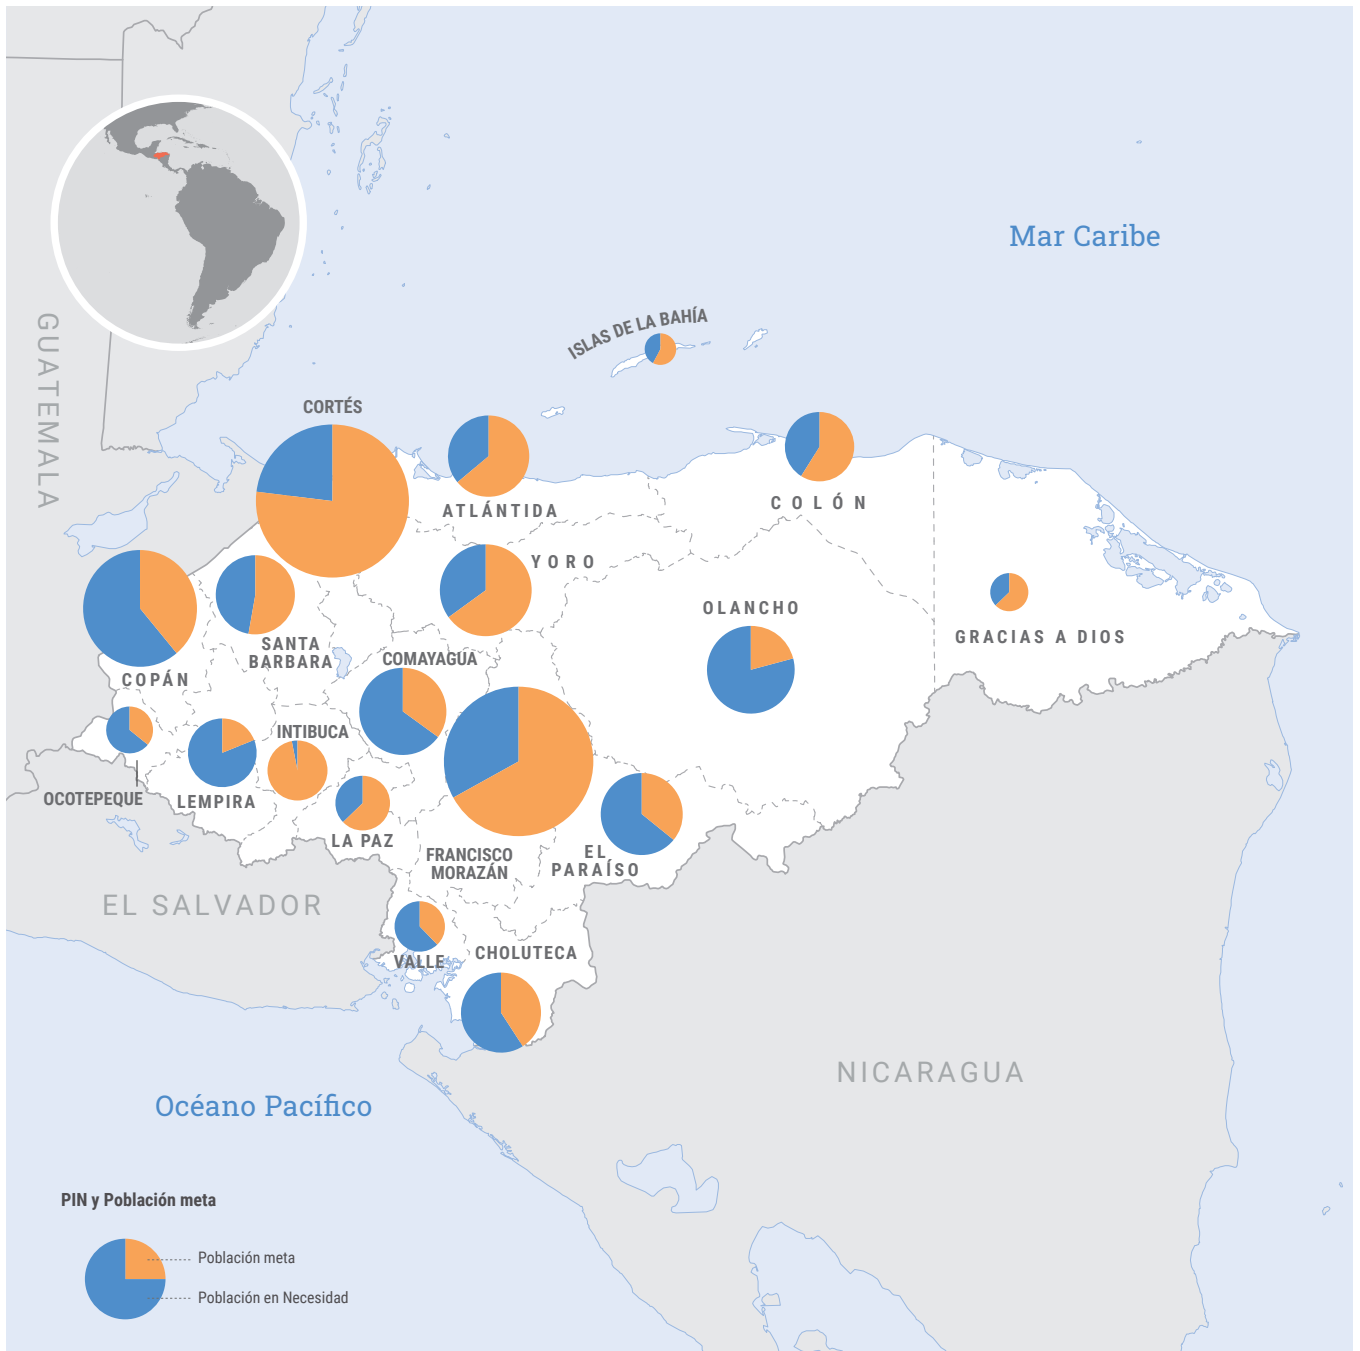 Mar Caribe
GUATEMALA
ISLAS DE LA BAHÍA
CORTÉS
ATLÁNTIDA
COLÓN
YORO
OLANCHO
GRACIAS A DIOS
SANTA
BARBARA
COMAYAGUA
COPÁN
INTIBUCA
OCOTEPEQUE
LEMPIRA
LA PAZ
FRANCISCO
MORAZÁN
EL
PARAÍSO
EL SALVADOR
VALLE
CHOLUTECA
NICARAGUA
Océano Pacífico
PIN y Población meta
Población meta
Población en Necesidad